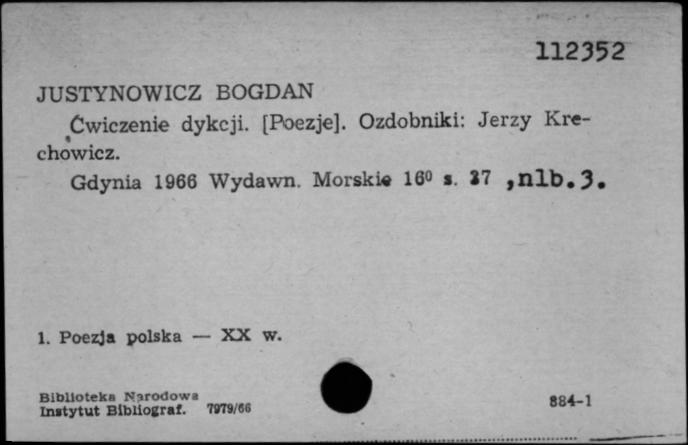 112352
JUSTYNOWICZ BOGDAN
Ćwiczenie dykcji. [Poezje]. Ozdobniki: Jerzy Kre-
chowicz.
Gdynia 1966 Wydawn. Morskie 16⁰ s. 37 ,nlb.3.
1. Poezja polska — XX w.
Biblioteka Narodowa
Instytut Bibliograf. 7979/66
884-1